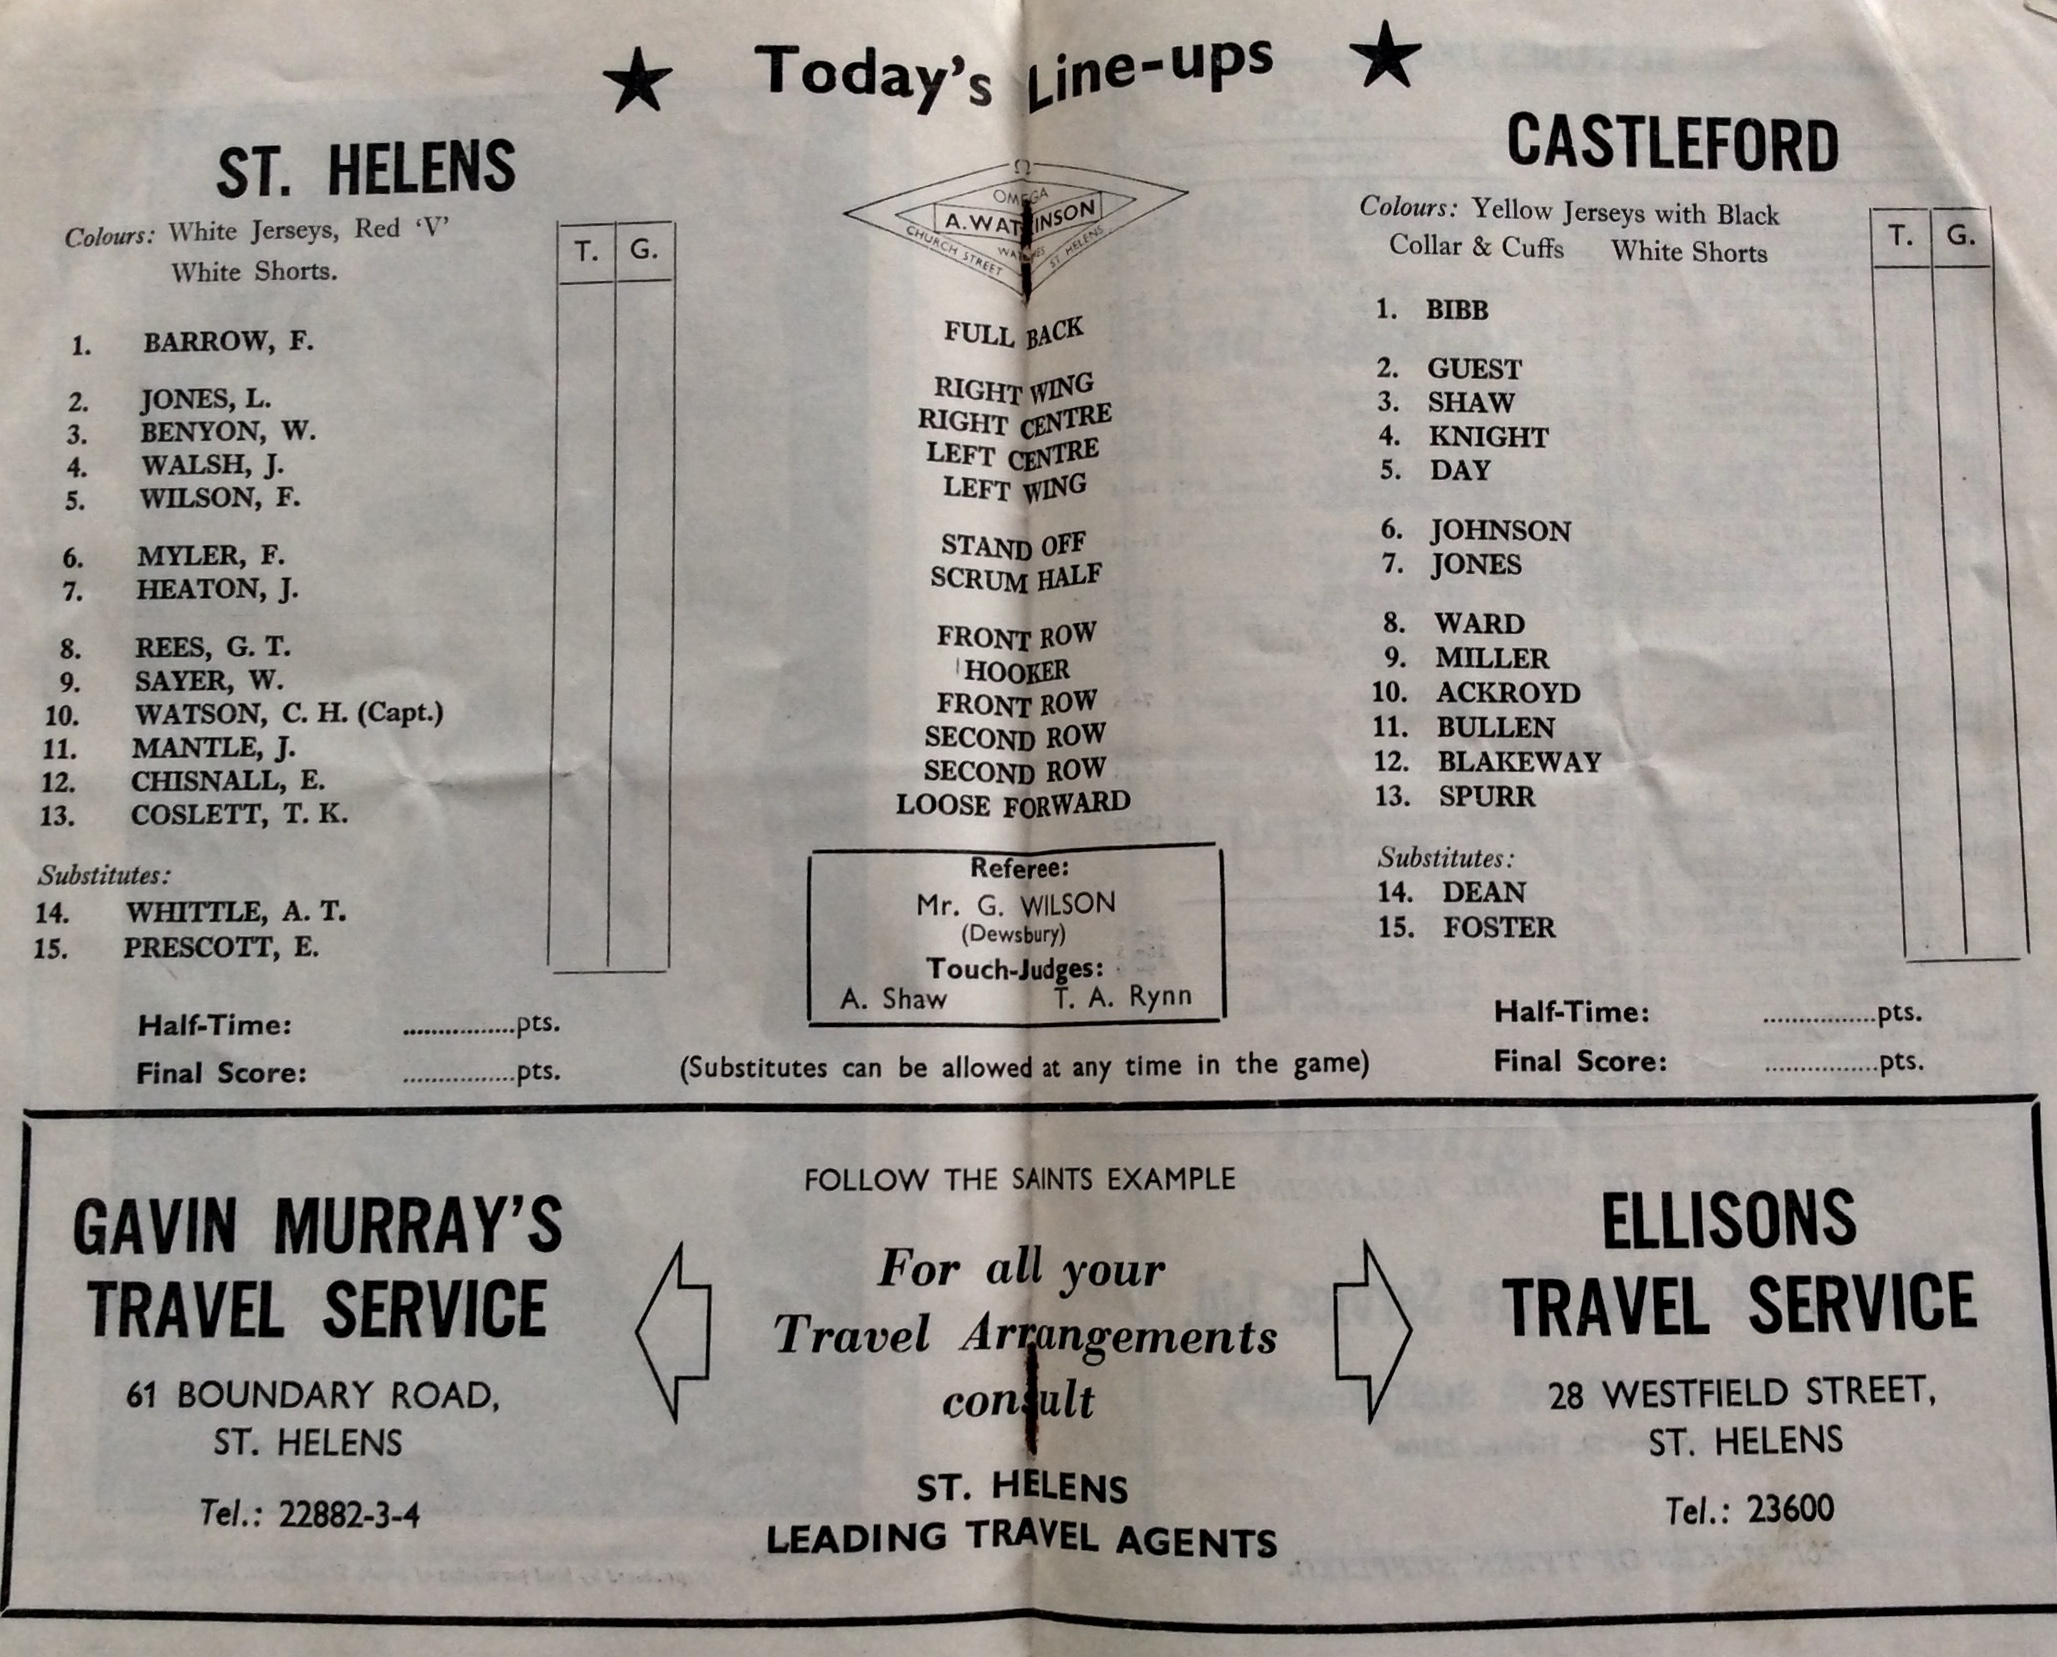 ★ Today's Line-ups ★
ST. HELENS
Colours: White Jerseys, Red 'V'
White Shorts.
T. G.
1. BARROW, F.
2. JONES, L.
3. BENYON, W.
4. WALSH, J.
5. WILSON, F.
6. MYLER, F.
7. HEATON, J.
8. REES, G. T.
9. SAYER, W.
10. WATSON, C. H. (Capt.)
11. MANTLE, J.
12. CHISNALL, E.
13. COSLETT, T. K.
Substitutes:
14. WHITTLE, A. T.
15. PRESCOTT, E.
Half-Time: ................pts.
Final Score: ................pts.
Ω
OMEGA
A. WATKINSON
WATCHES
CHURCH STREET ST. HELENS
FULL BACK
RIGHT WING
RIGHT CENTRE
LEFT CENTRE
LEFT WING
STAND OFF
SCRUM HALF
FRONT ROW
HOOKER
FRONT ROW
SECOND ROW
SECOND ROW
LOOSE FORWARD
Referee:
Mr. G. WILSON
(Dewsbury)
Touch-Judges:
A. Shaw T. A. Rynn
(Substitutes can be allowed at any time in the game)
CASTLEFORD
Colours: Yellow Jerseys with Black
Collar & Cuffs White Shorts
T. G.
1. BIBB
2. GUEST
3. SHAW
4. KNIGHT
5. DAY
6. JOHNSON
7. JONES
8. WARD
9. MILLER
10. ACKROYD
11. BULLEN
12. BLAKEWAY
13. SPURR
Substitutes:
14. DEAN
15. FOSTER
Half-Time: ................pts.
Final Score: ................pts.
GAVIN MURRAY'S
TRAVEL SERVICE
61 BOUNDARY ROAD,
ST. HELENS
Tel.: 22882-3-4
FOLLOW THE SAINTS EXAMPLE
For all your
Travel Arrangements
consult
ST. HELENS
LEADING TRAVEL AGENTS
ELLISONS
TRAVEL SERVICE
28 WESTFIELD STREET,
ST. HELENS
Tel.: 23600